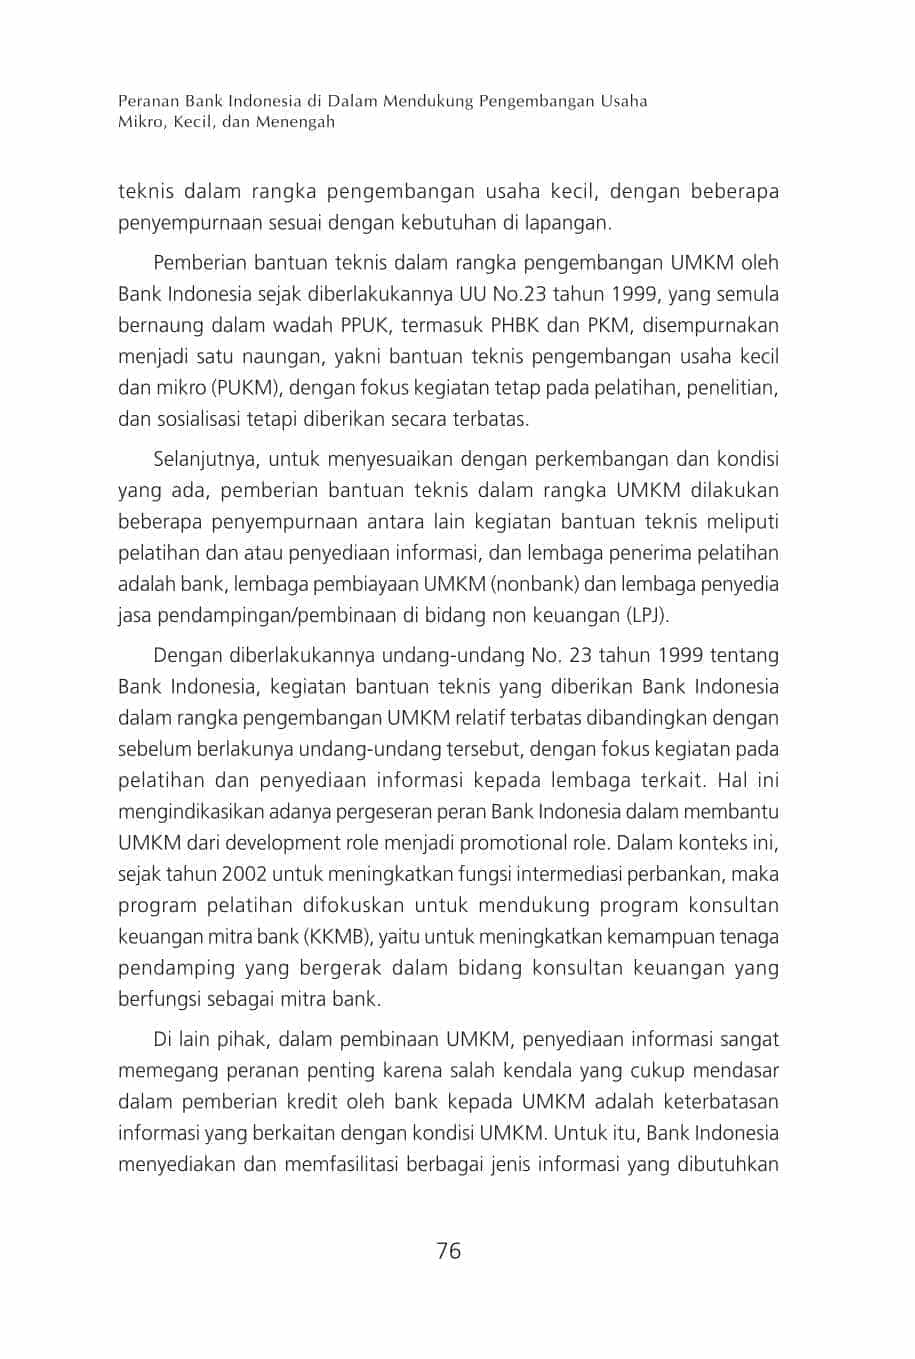 Peranan Bank Indonesia di Dalam Mendukung Pengembangan Usaha
Mikro, Kecil, dan Menengah
teknis dalam rangka pengembangan usaha kecil, dengan beberapa
penyempurnaan sesuai dengan kebutuhan di lapangan.
Pemberian bantuan teknis dalam rangka pengembangan UMKM oleh
Bank Indonesia sejak diberlakukannya UU No.23 tahun 1999, yang semula
bernaung dalam wadah PPUK, termasuk PHBK dan PKM, disempurnakan
menjadi satu naungan, yakni bantuan teknis pengembangan usaha kecil
dan mikro (PUKM), dengan fokus kegiatan tetap pada pelatihan, penelitian,
dan sosialisasi tetapi diberikan secara terbatas.
Selanjutnya, untuk menyesuaikan dengan perkembangan dan kondisi
yang ada, pemberian bantuan teknis dalam rangka UMKM dilakukan
beberapa penyempurnaan antara lain kegiatan bantuan teknis meliputi
pelatihan dan atau penyediaan informasi, dan lembaga penerima pelatihan
adalah bank, lembaga pembiayaan UMKM (nonbank) dan lembaga penyedia
jasa pendampingan/pembinaan di bidang non keuangan (LPJ).
Dengan diberlakukannya undang-undang No. 23 tahun 1999 tentang
Bank Indonesia, kegiatan bantuan teknis yang diberikan Bank Indonesia
dalam rangka pengembangan UMKM relatif terbatas dibandingkan dengan
sebelum berlakunya undang-undang tersebut, dengan fokus kegiatan pada
pelatihan dan penyediaan informasi kepada lembaga terkait. Hal ini
mengindikasikan adanya pergeseran peran Bank Indonesia dalam membantu
UMKM dari development role menjadi promotional role. Dalam konteks ini,
sejak tahun 2002 untuk meningkatkan fungsi intermediasi perbankan, maka
program pelatihan difokuskan untuk mendukung program konsultan
keuangan mitra bank (KKMB), yaitu untuk meningkatkan kemampuan tenaga
pendamping yang bergerak dalam bidang konsultan keuangan yang
berfungsi sebagai mitra bank.
Di lain pihak, dalam pembinaan UMKM, penyediaan informasi sangat
memegang peranan penting karena salah kendala yang cukup mendasar
dalam pemberian kredit oleh bank kepada UMKM adalah keterbatasan
informasi yang berkaitan dengan kondisi UMKM. Untuk itu, Bank Indonesia
menyediakan dan memfasilitasi berbagai jenis informasi yang dibutuhkan
76